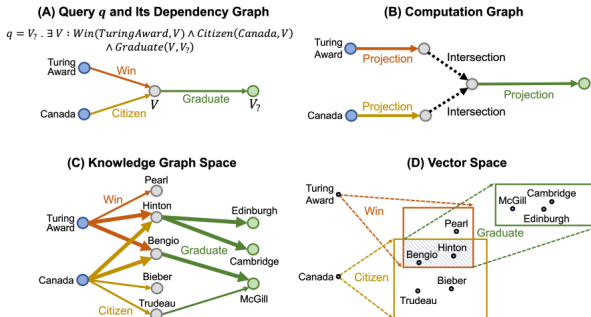 (A) Query q and Its Dependency Graph
q = V? . ∃ V : Win(TuringAward, V) ∧ Citizen(Canada, V)
∧ Graduate(V, V?)
Turing
Award
Win
Canada
Citizen
V
Graduate
V?
(B) Computation Graph
Turing
Award
Projection
Intersection
Projection
Canada
Projection
Intersection
(C) Knowledge Graph Space
Pearl
Win
Hinton
Turing
Award
Edinburgh
Bengio
Graduate
Cambridge
Canada
Bieber
McGill
Citizen
Trudeau
(D) Vector Space
Turing
Award
Win
Pearl
McGill
Cambridge
Edinburgh
Graduate
Hinton
Bengio
Canada
Citizen
Trudeau
Bieber